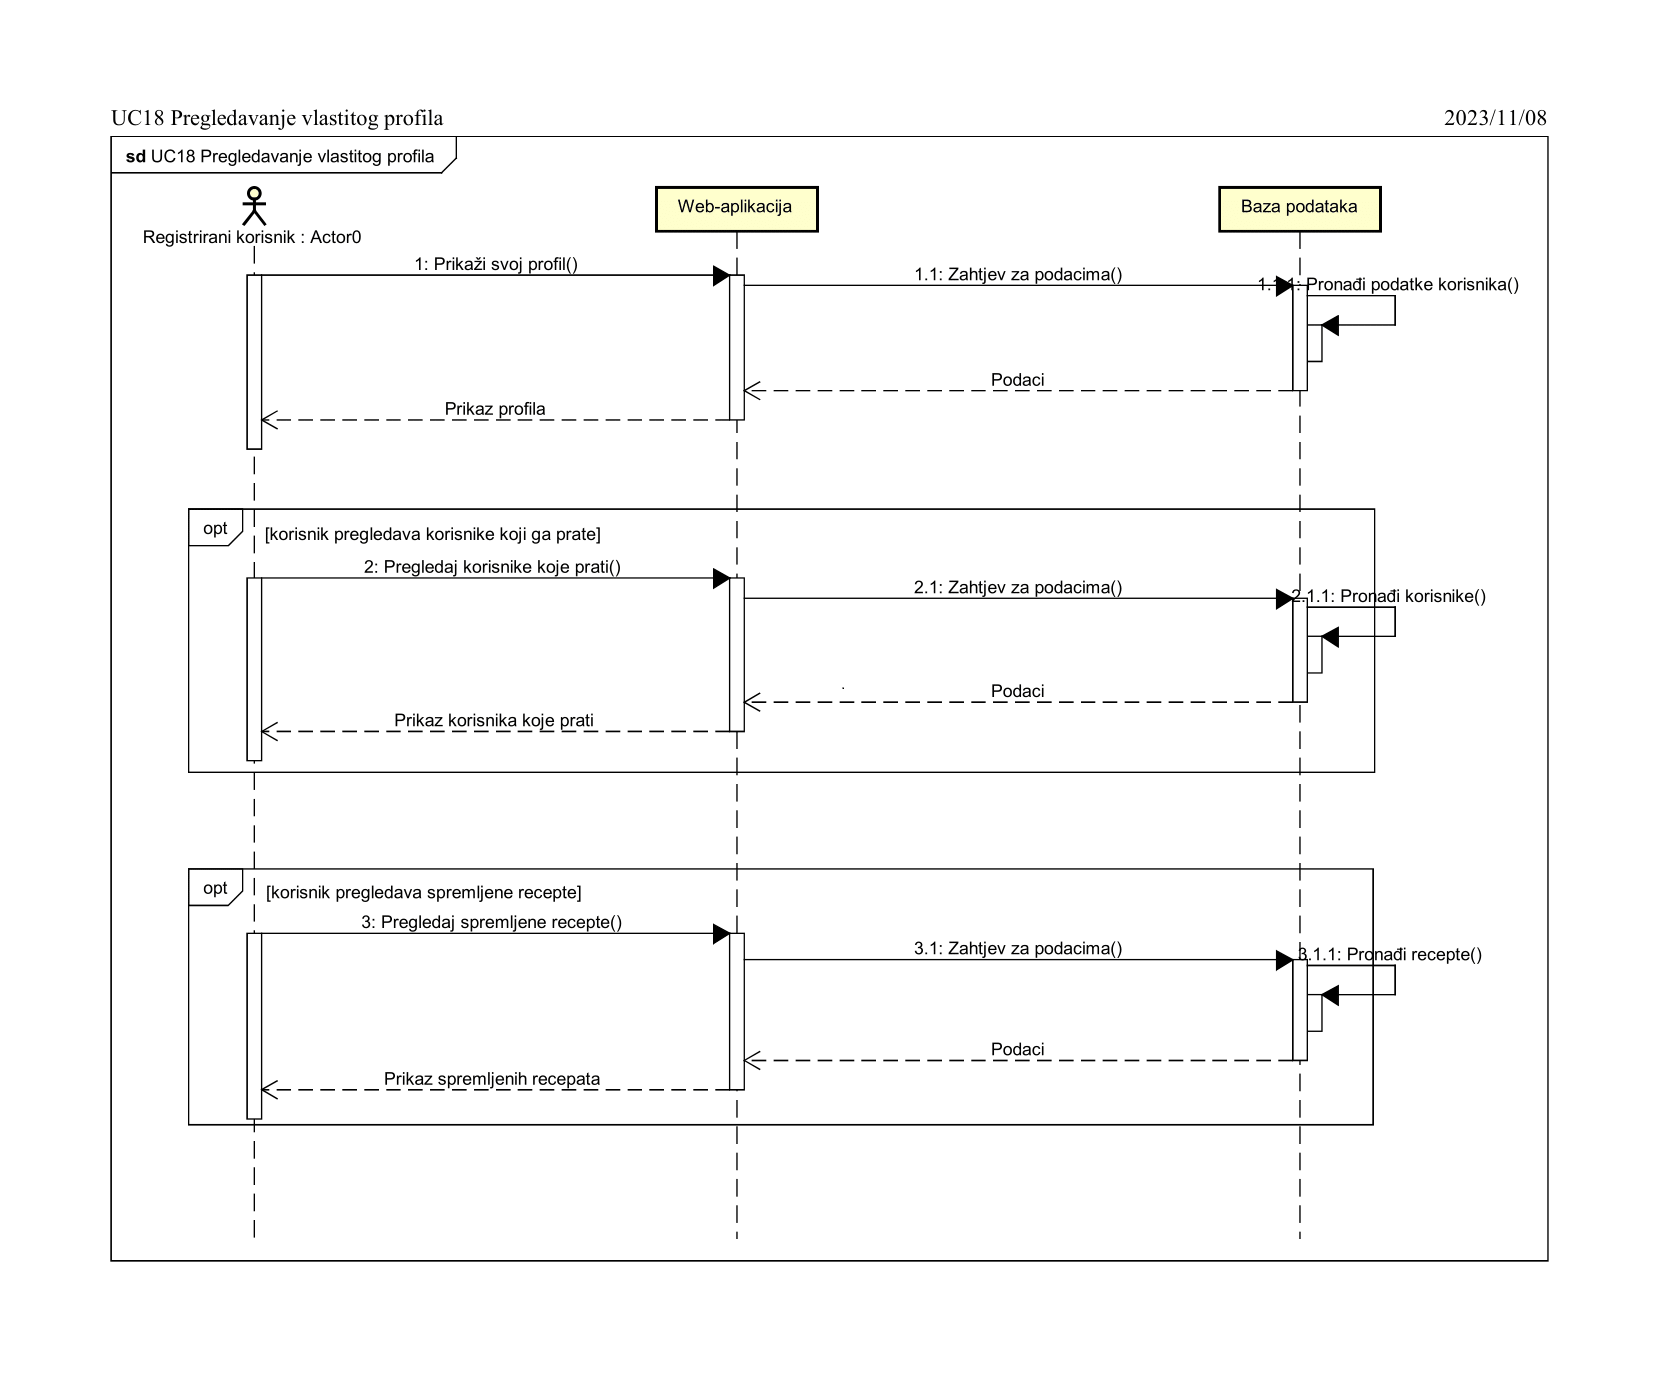 UC18 Pregledavanje vlastitog profila
2023/11/08
sd UC18 Pregledavanje vlastitog profila
Registrirani korisnik : Actor0
Web-aplikacija
Baza podataka
1: Prikaži svoj profil()
1.1: Zahtjev za podacima()
1.1.1: Pronađi podatke korisnika()
Podaci
Prikaz profila
opt
[korisnik pregledava korisnike koji ga prate]
2: Pregledaj korisnike koje prati()
2.1: Zahtjev za podacima()
2.1.1: Pronađi korisnike()
Podaci
Prikaz korisnika koje prati
opt
[korisnik pregledava spremljene recepte]
3: Pregledaj spremljene recepte()
3.1: Zahtjev za podacima()
3.1.1: Pronađi recepte()
Podaci
Prikaz spremljenih recepata